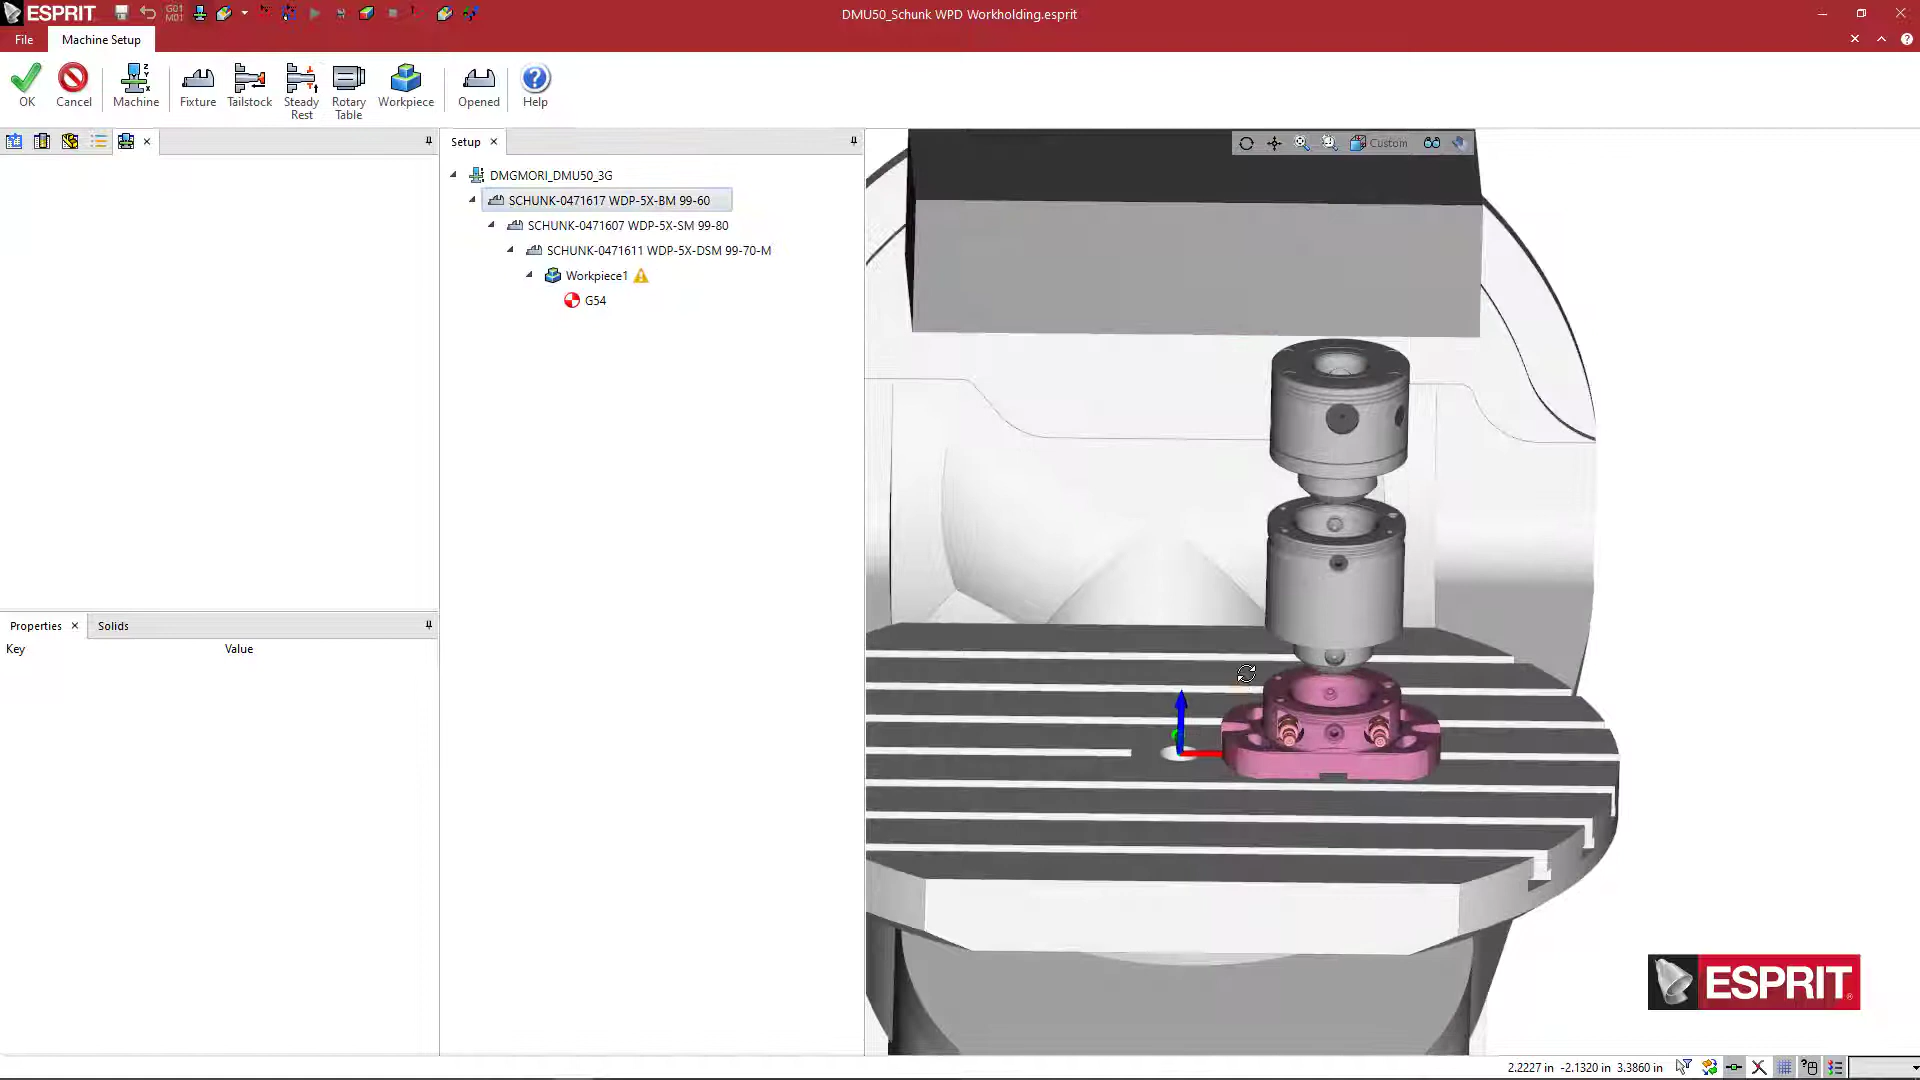 ESPRIT
G01
M01
DMU50_Schunk WPD Workholding.esprit
File
Machine Setup
OK
Cancel
Machine
Fixture
Tailstock
Steady
Rest
Rotary
Table
Workpiece
Opened
Help
Setup
Custom
DMGMORI_DMU50_3G
SCHUNK-0471617 WDP-5X-BM 99-60
SCHUNK-0471607 WDP-5X-SM 99-80
SCHUNK-0471611 WDP-5X-DSM 99-70-M
Workpiece1
G54
Properties
Solids
Key
Value
ESPRIT
2.2227 in -2.1320 in 3.3860 in